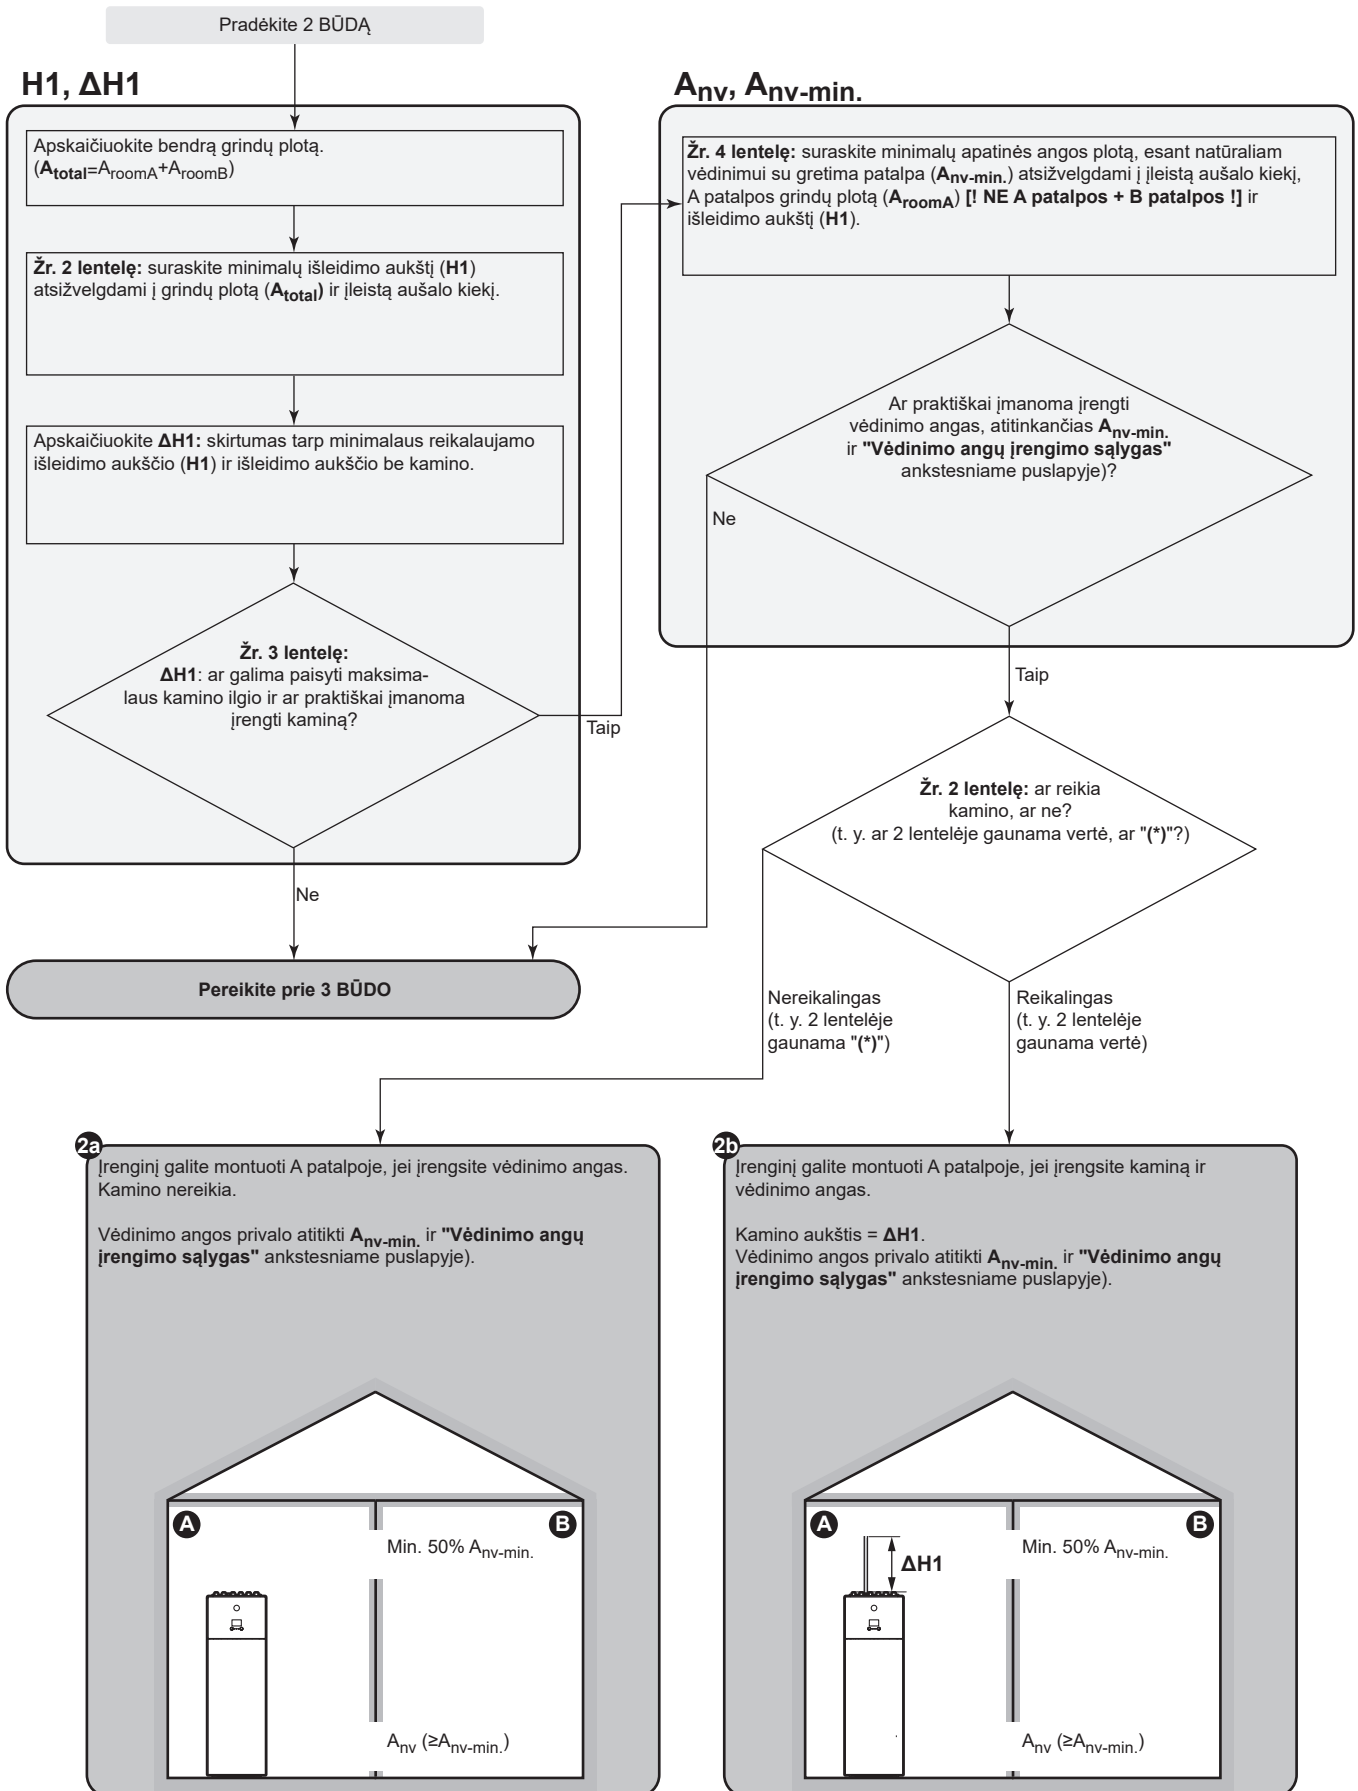 Pradėkite 2 BŪDĄ
H1, ΔH1
Apskaičiuokite bendrą grindų plotą.
(Atotal=AroomA+AroomB)
Žr. 2 lentelę: suraskite minimalų išleidimo aukštį (H1)
atsižvelgdami į grindų plotą (Atotal) ir įleistą aušalo kiekį.
Apskaičiuokite ΔH1: skirtumas tarp minimalaus reikalaujamo
išleidimo aukščio (H1) ir išleidimo aukščio be kamino.
Žr. 3 lentelę:
ΔH1: ar galima paisyti maksima-
laus kamino ilgio ir ar praktiškai įmanoma
įrengti kaminą?
Taip
Ne
Anv, Anv-min.
Žr. 4 lentelę: suraskite minimalų apatinės angos plotą, esant natūraliam
vėdinimui su gretima patalpa (Anv-min.) atsižvelgdami į įleistą aušalo kiekį,
A patalpos grindų plotą (AroomA) [! NE A patalpos + B patalpos !] ir
išleidimo aukštį (H1).
Ar praktiškai įmanoma įrengti
vėdinimo angas, atitinkančias Anv-min.
ir "Vėdinimo angų įrengimo sąlygas"
ankstesniame puslapyje)?
Ne
Taip
Žr. 2 lentelę: ar reikia
kamino, ar ne?
(t. y. ar 2 lentelėje gaunama vertė, ar "(*)"?)
Pereikite prie 3 BŪDO
Nereikalingas
(t. y. 2 lentelėje
gaunama "(*)")
Reikalingas
(t. y. 2 lentelėje
gaunama vertė)
2a
Įrenginį galite montuoti A patalpoje, jei įrengsite vėdinimo angas.
Kamino nereikia.
Vėdinimo angos privalo atitikti Anv-min. ir "Vėdinimo angų
įrengimo sąlygas" ankstesniame puslapyje).
A
B
Min. 50% Anv-min.
Anv (≥Anv-min.)
2b
Įrenginį galite montuoti A patalpoje, jei įrengsite kaminą ir
vėdinimo angas.
Kamino aukštis = ΔH1.
Vėdinimo angos privalo atitikti Anv-min. ir "Vėdinimo angų
įrengimo sąlygas" ankstesniame puslapyje).
A
B
Min. 50% Anv-min.
ΔH1
Anv (≥Anv-min.)